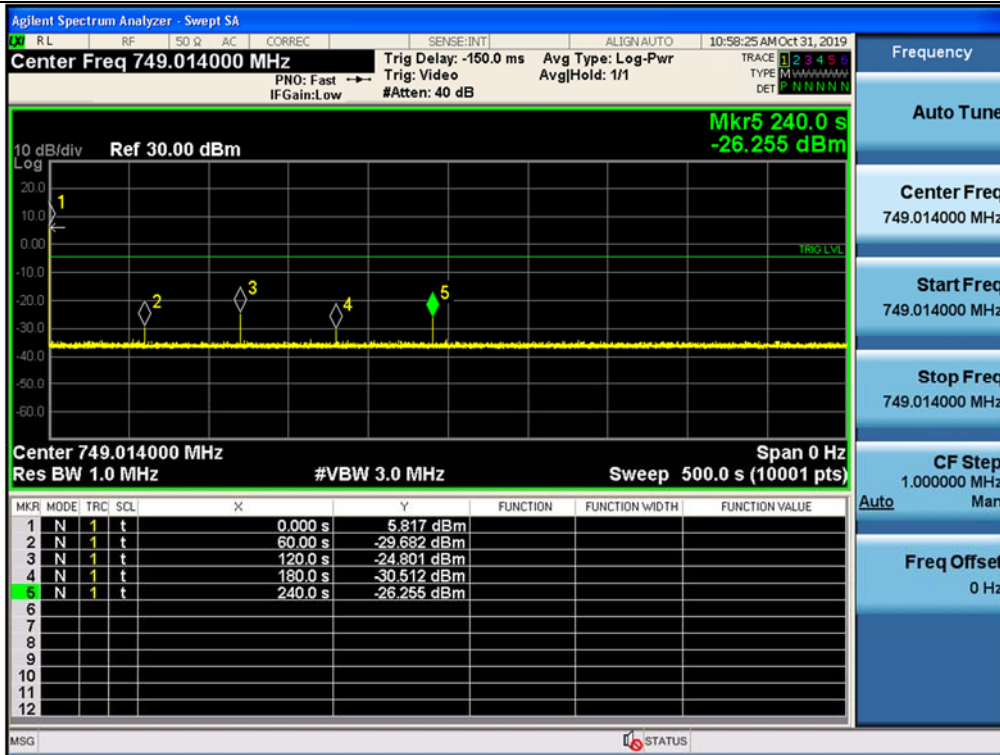 Agilent Spectrum Analyzer - Swept SA
LXI RL RF 50 Ω AC CORREC SENSE:INT ALIGN AUTO 10:58:25 AM Oct 31, 2019
Center Freq 749.014000 MHz
PNO: Fast
IFGain:Low
Trig Delay: -150.0 ms
Trig: Video
#Atten: 40 dB
Avg Type: Log-Pwr
Avg|Hold: 1/1
TRACE 1 2 3 4 5 6
TYPE M WWWWWW
DET P N N N N N
Mkr5 240.0 s
-26.255 dBm
10 dB/div Ref 30.00 dBm
Log
20.0
10.0
0.00
-10.0
-20.0
-30.0
-40.0
-50.0
-60.0
1
2
3
4
5
TRIG LVL
Center 749.014000 MHz Span 0 Hz
Res BW 1.0 MHz #VBW 3.0 MHz Sweep 500.0 s (10001 pts)
MKR MODE TRC SCL X Y FUNCTION FUNCTION WIDTH FUNCTION VALUE
1 N 1 t 0.000 s 5.817 dBm
2 N 1 t 60.00 s -29.682 dBm
3 N 1 t 120.0 s -24.801 dBm
4 N 1 t 180.0 s -30.512 dBm
5 N 1 t 240.0 s -26.255 dBm
6
7
8
9
10
11
12
MSG STATUS
Frequency
Auto Tune
Center Freq
749.014000 MHz
Start Freq
749.014000 MHz
Stop Freq
749.014000 MHz
CF Step
1.000000 MHz
Auto Man
Freq Offset
0 Hz